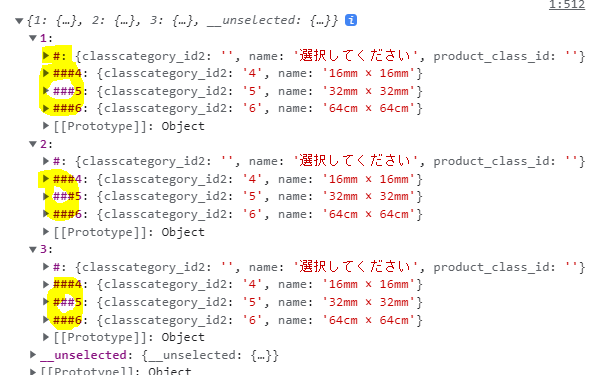 1:512
▼{1: {…}, 2: {…}, 3: {…}, __unselected: {…}} i
▼1:
▶#: {classcategory_id2: '', name: '選択してください', product_class_id: ''}
▶###4: {classcategory_id2: '4', name: '16mm × 16mm'}
▶###5: {classcategory_id2: '5', name: '32mm × 32mm'}
▶###6: {classcategory_id2: '6', name: '64cm × 64cm'}
▶[[Prototype]]: Object
▼2:
▶#: {classcategory_id2: '', name: '選択してください', product_class_id: ''}
▶###4: {classcategory_id2: '4', name: '16mm × 16mm'}
▶###5: {classcategory_id2: '5', name: '32mm × 32mm'}
▶###6: {classcategory_id2: '6', name: '64cm × 64cm'}
▶[[Prototype]]: Object
▼3:
▶#: {classcategory_id2: '', name: '選択してください', product_class_id: ''}
▶###4: {classcategory_id2: '4', name: '16mm × 16mm'}
▶###5: {classcategory_id2: '5', name: '32mm × 32mm'}
▶###6: {classcategory_id2: '6', name: '64cm × 64cm'}
▶[[Prototype]]: Object
▶__unselected: {__unselected: {…}}
▶[[Prototype]]: Object